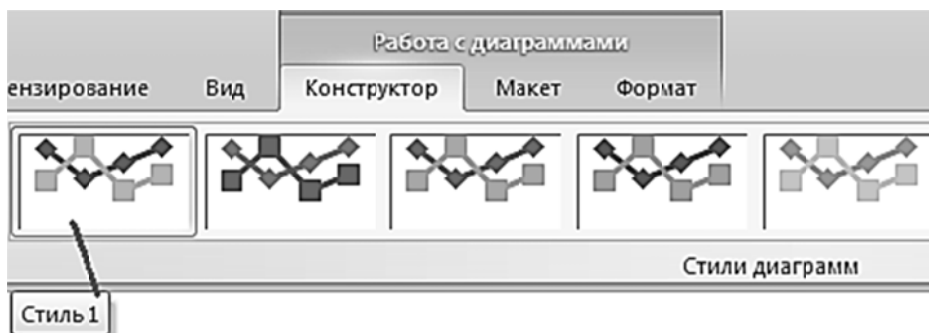 Работа с диаграммами
ензирование Вид Конструктор Макет Формат
Стили диаграмм
Стиль 1